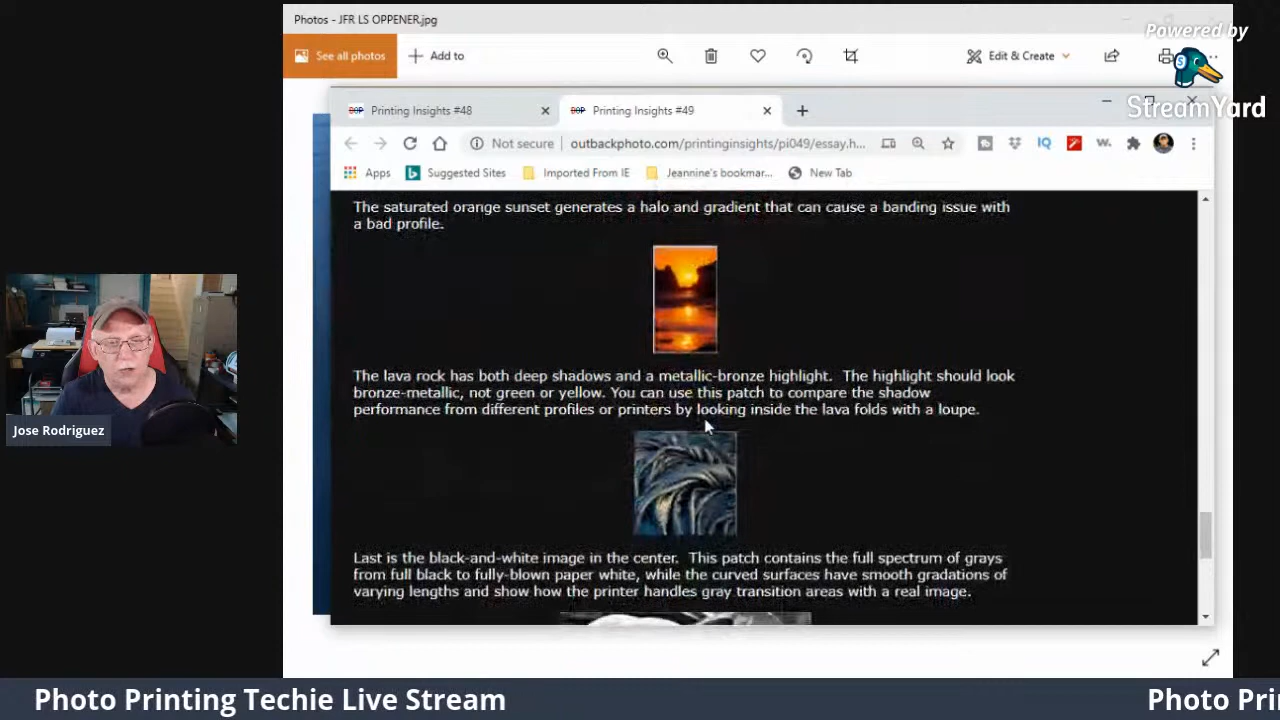 Photos - JFR LS OPPENER.jpg
Powered by
StreamYard
See all photos
Add to
Edit & Create
Printing Insights #48
Printing Insights #49
Not secure
outbackphoto.com/printinginsights/pi049/essay.h...
IQ
w.
Apps
Suggested Sites
Imported From IE
Jeannine's bookmar...
New Tab
The saturated orange sunset generates a halo and gradient that can cause a banding issue with
a bad profile.
The lava rock has both deep shadows and a metallic-bronze highlight. The highlight should look
bronze-metallic, not green or yellow. You can use this patch to compare the shadow
performance from different profiles or printers by looking inside the lava folds with a loupe.
Last is the black-and-white image in the center. This patch contains the full spectrum of grays
from full black to fully-blown paper white, while the curved surfaces have smooth gradations of
varying lengths and show how the printer handles gray transition areas with a real image.
Jose Rodriguez
Photo Printing Techie Live Stream
Photo Pri